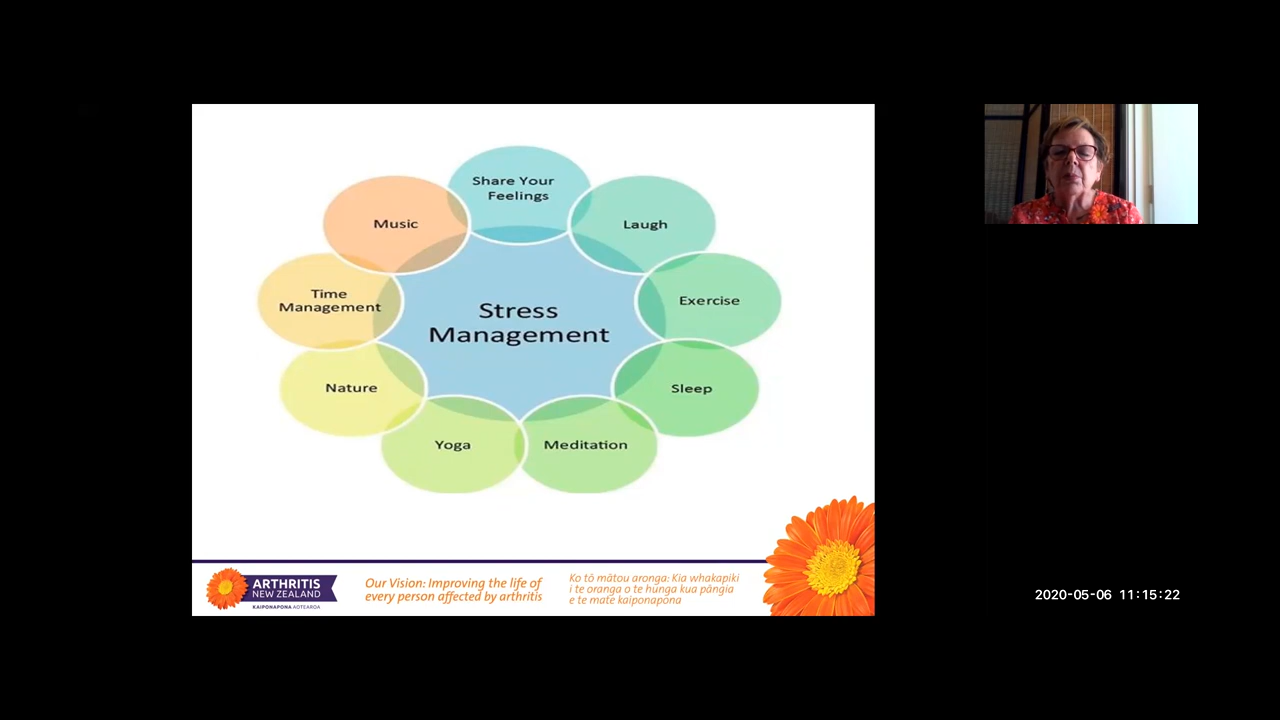 Share Your
Feelings
Music
Laugh
Time
Management
Exercise
Stress
Management
Nature
Sleep
Yoga
Meditation
ARTHRITIS
NEW ZEALAND
KAIPONAPONA AOTEAROA
Our Vision: Improving the life of
every person affected by arthritis
Ko tō mātou aronga: Kia whakapiki
i te oranga o te hunga kua pāngia
e te mate kaiponapona
2020-05-06 11:15:22